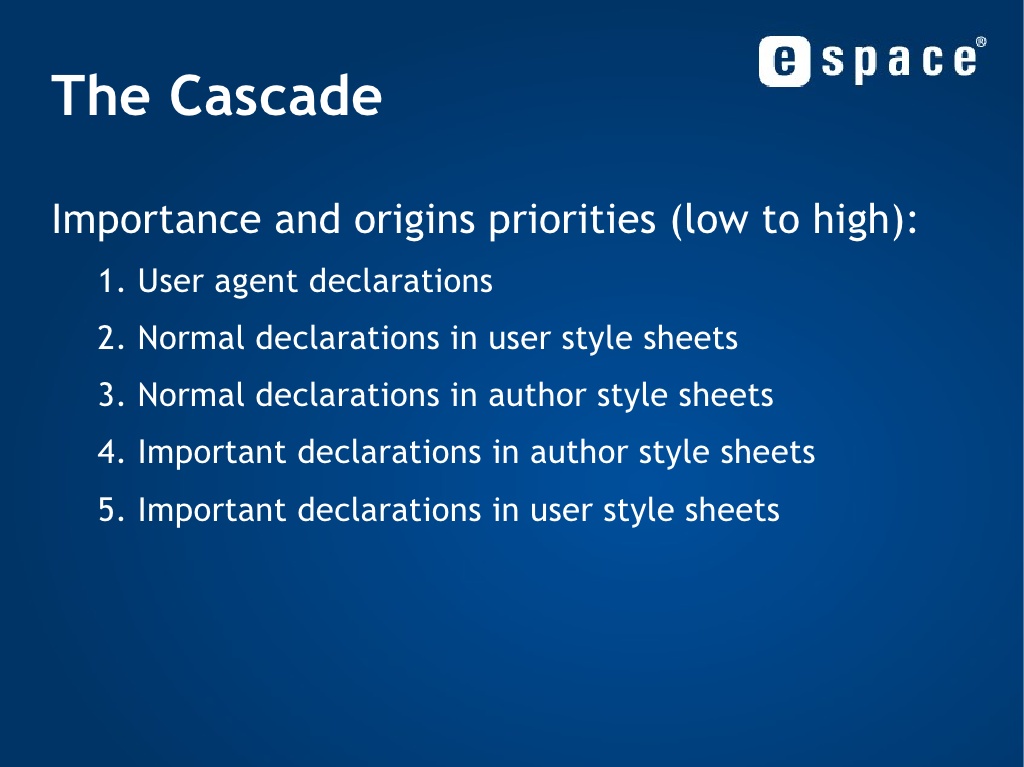 e space®
The Cascade
Importance and origins priorities (low to high):
1. User agent declarations
2. Normal declarations in user style sheets
3. Normal declarations in author style sheets
4. Important declarations in author style sheets
5. Important declarations in user style sheets